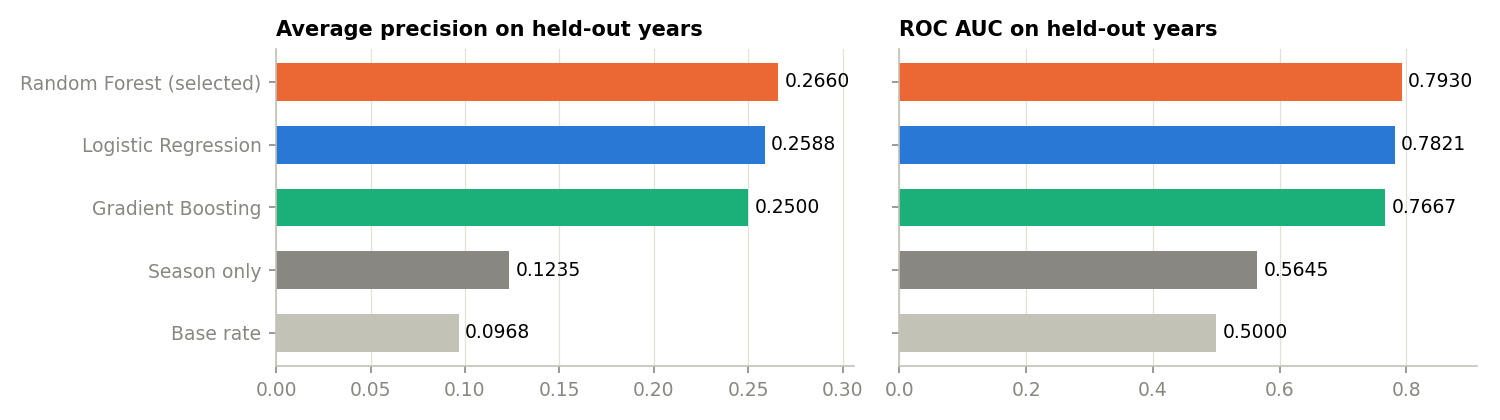 Average precision on held-out years
Random Forest (selected) 0.2660
Logistic Regression 0.2588
Gradient Boosting 0.2500
Season only 0.1235
Base rate 0.0968
0.00 0.05 0.10 0.15 0.20 0.25 0.30
ROC AUC on held-out years
0.7930
0.7821
0.7667
0.5645
0.5000
0.0 0.2 0.4 0.6 0.8